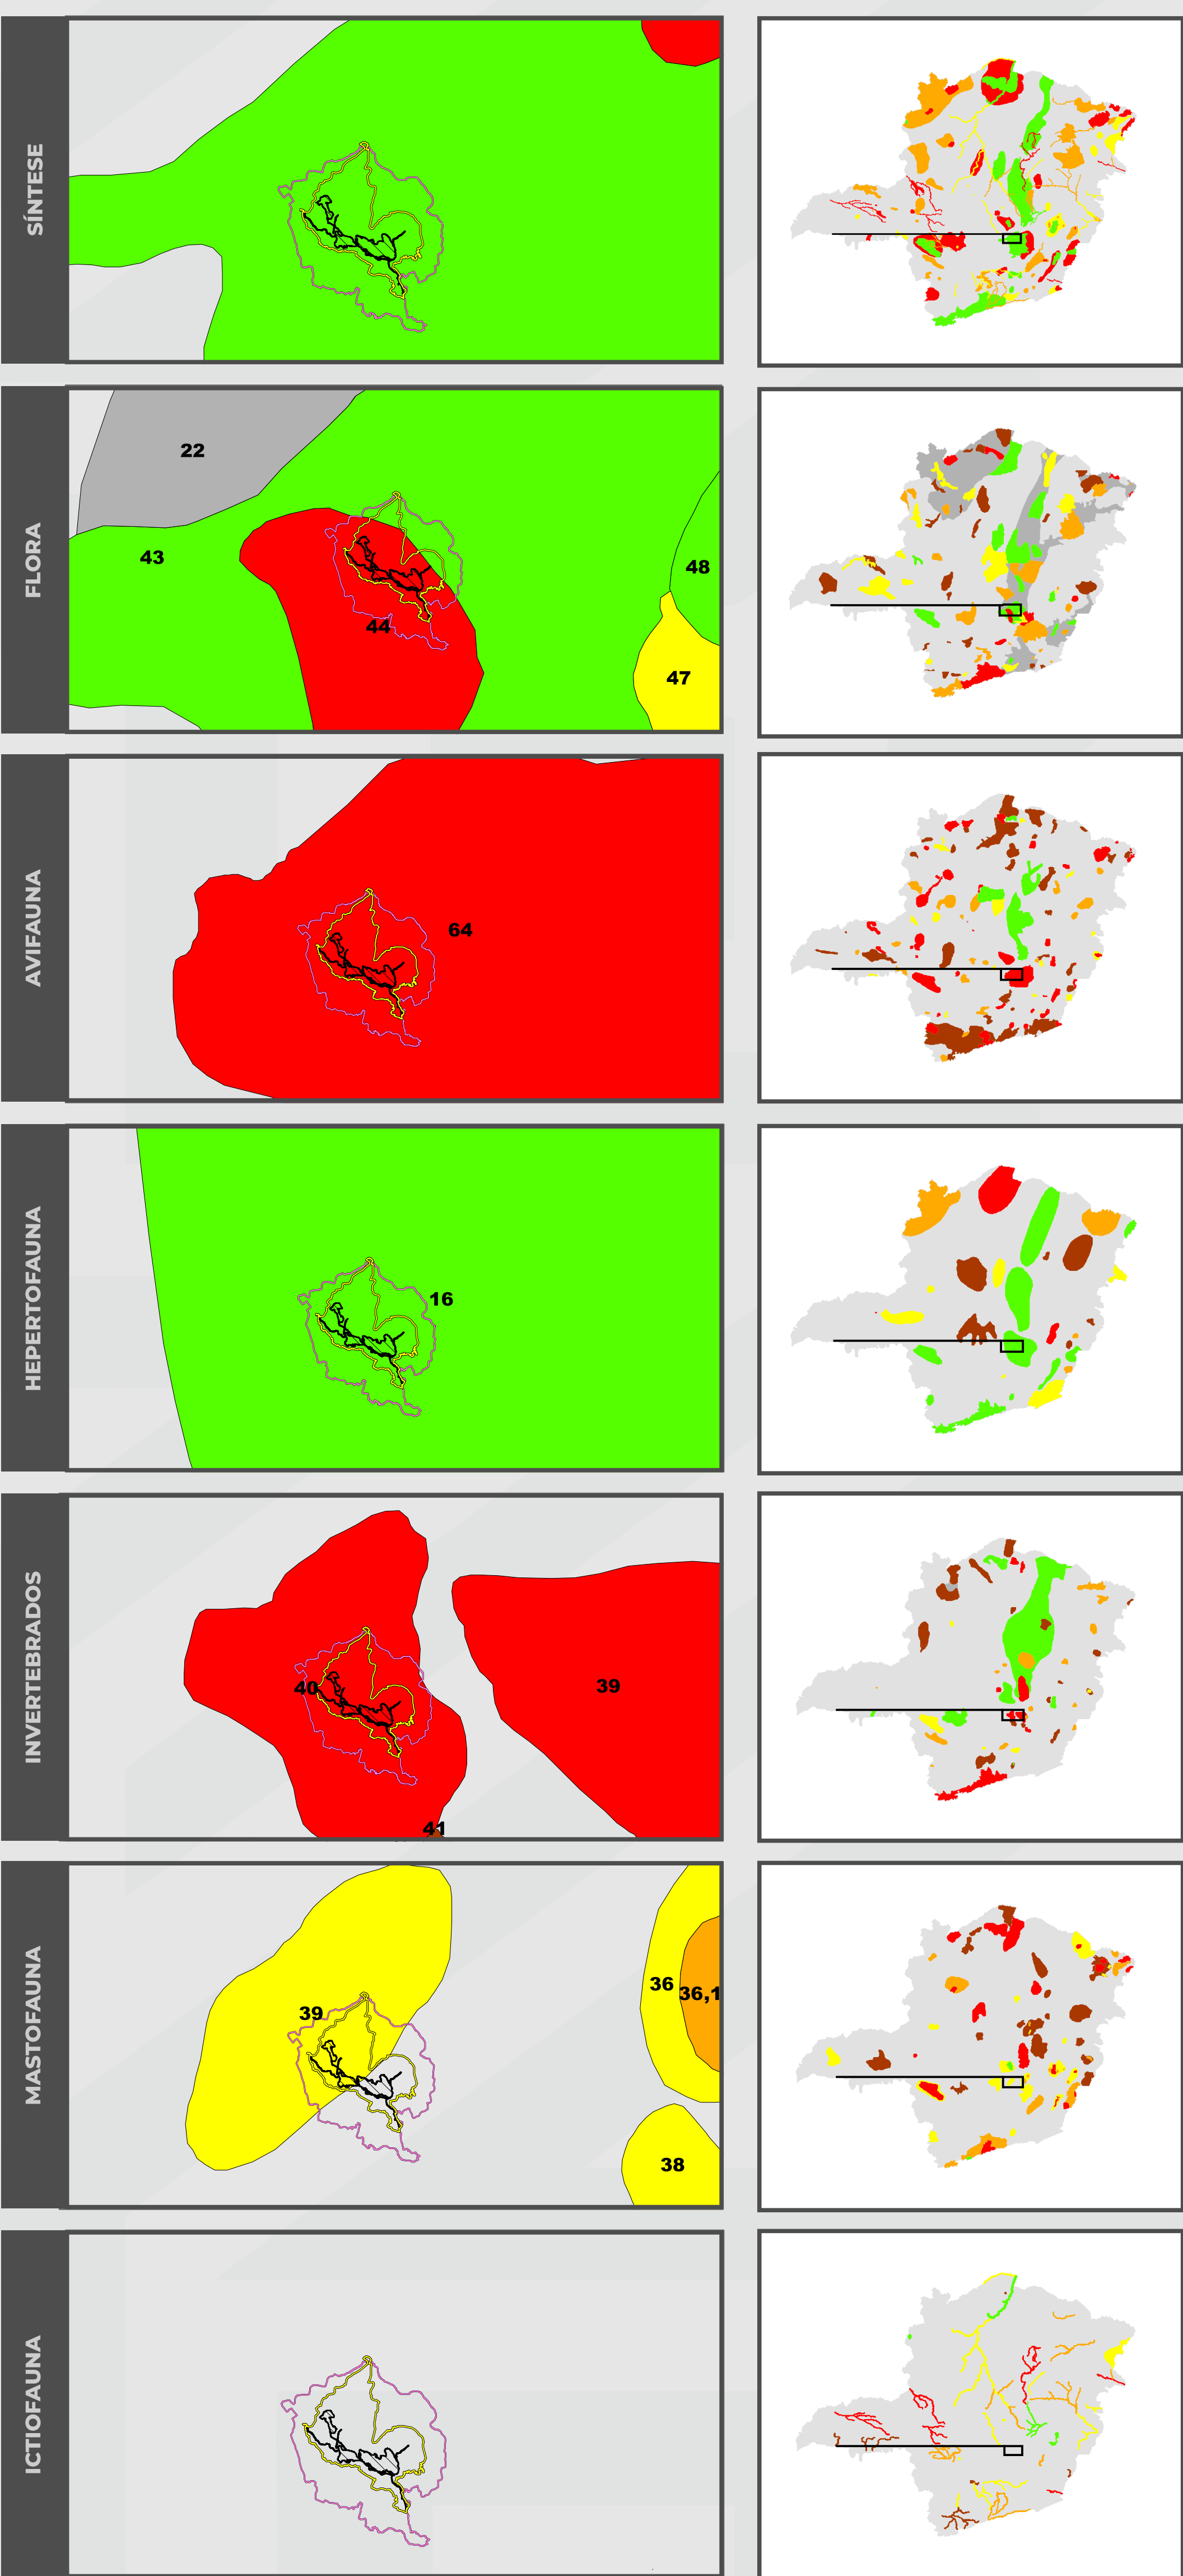 SÍNTESE
FLORA
22
43
44
48
47
AVIFAUNA
64
HEPERTOFAUNA
16
INVERTEBRADOS
40
39
41
MASTOFAUNA
39
36
36,1
38
ICTIOFAUNA